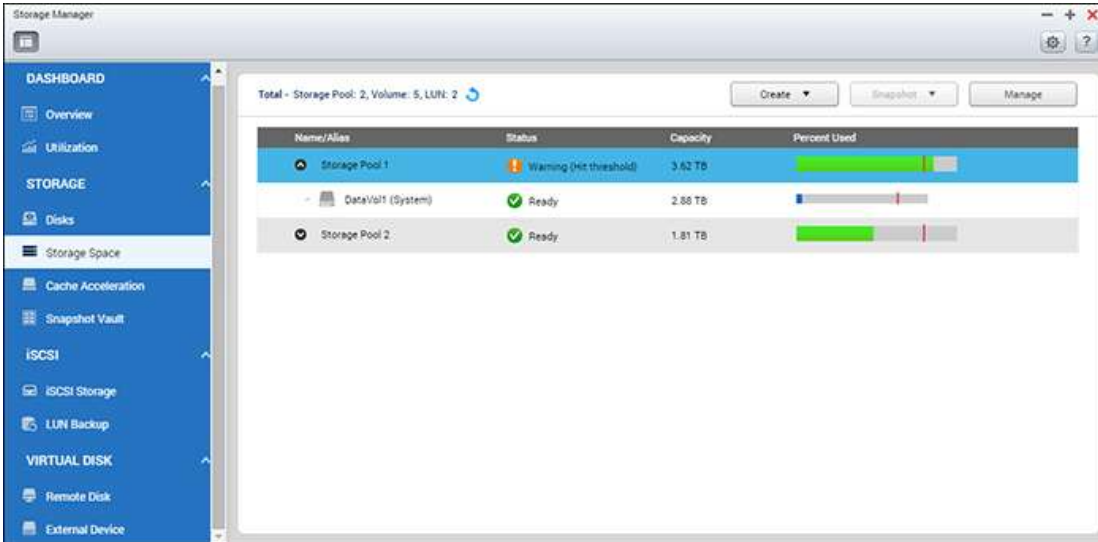 Storage Manager
DASHBOARD
Overview
Utilization
STORAGE
Disks
Storage Space
Cache Acceleration
Snapshot Vault
iSCSI
iSCSI Storage
LUN Backup
VIRTUAL DISK
Remote Disk
External Device
Total - Storage Pool: 2, Volume: 5, LUN: 2
Create Snapshot Manage
Name/Alias Status Capacity Percent Used
Storage Pool 1 Warning (Hit threshold) 3.62 TB
DataVol1 (System) Ready 2.88 TB
Storage Pool 2 Ready 1.81 TB